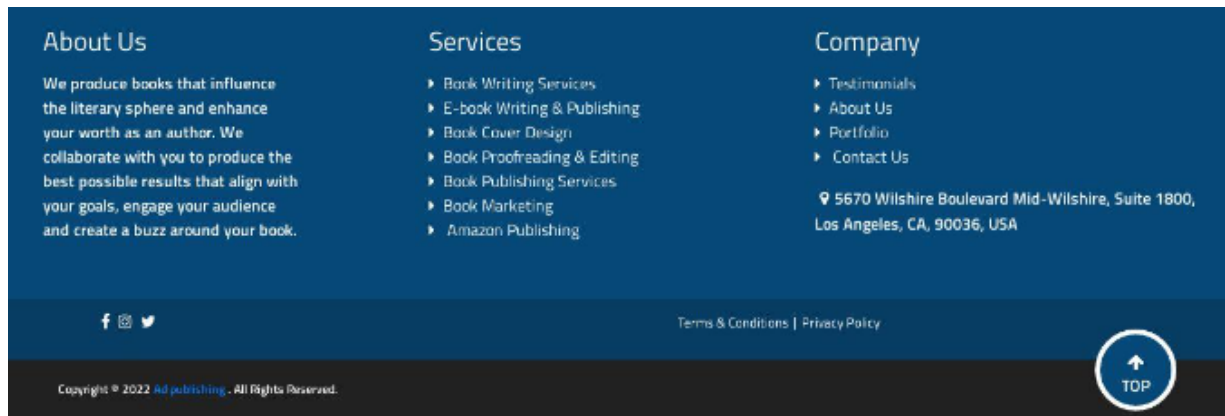 About Us
We produce books that influence
the literary sphere and enhance
your worth as an author. We
collaborate with you to produce the
best possible results that align with
your goals, engage your audience
and create a buzz around your book.
Services
Book Writing Services
E-book Writing & Publishing
Book Cover Design
Book Proofreading & Editing
Book Publishing Services
Book Marketing
Amazon Publishing
Company
Testimonials
About Us
Portfolio
Contact Us
5670 Wilshire Boulevard Mid-Wilshire, Suite 1800,
Los Angeles, CA, 90036, USA
Terms & Conditions | Privacy Policy
TOP
Copyright © 2022 Ad publishing . All Rights Reserved.